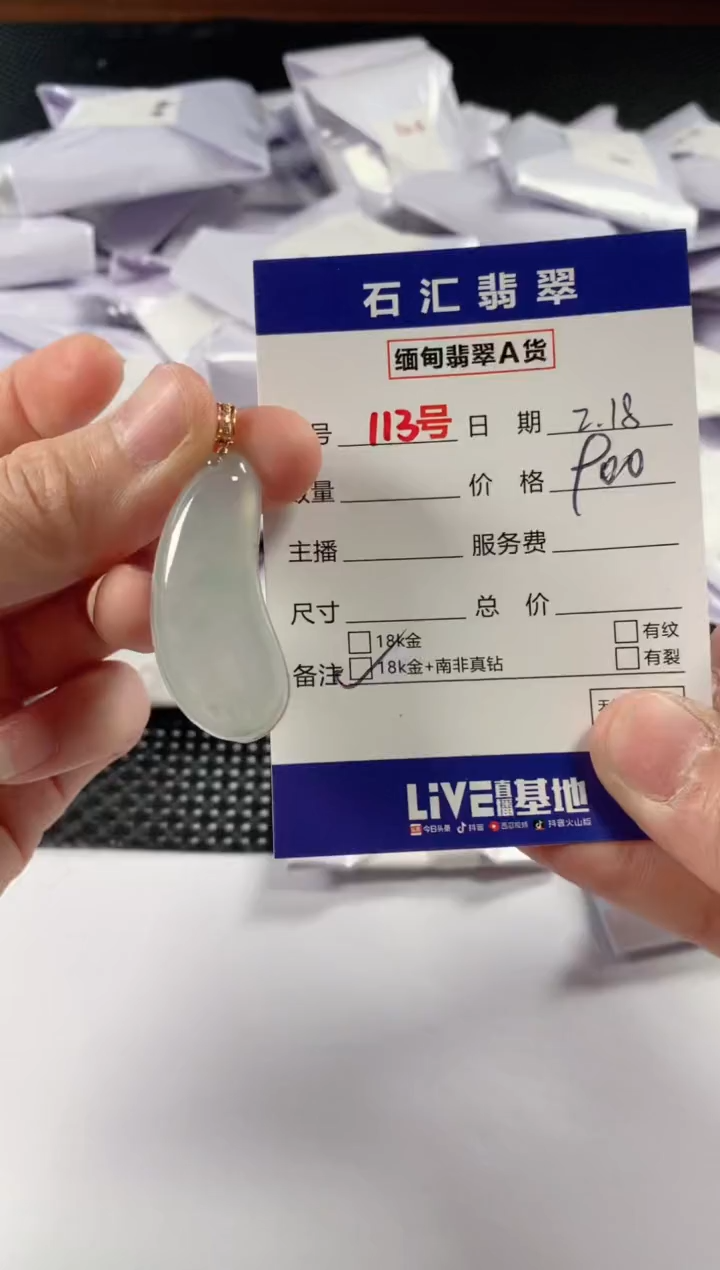 石汇翡翠
缅甸翡翠A货
号 113号 日期 2.18
数量 价格 900
主播 服务费
尺寸 总价
18k金 有纹
备注 18k金+南非真钻 有裂
LiVE直播基地
今日头条 抖音 西瓜视频 抖音火山版